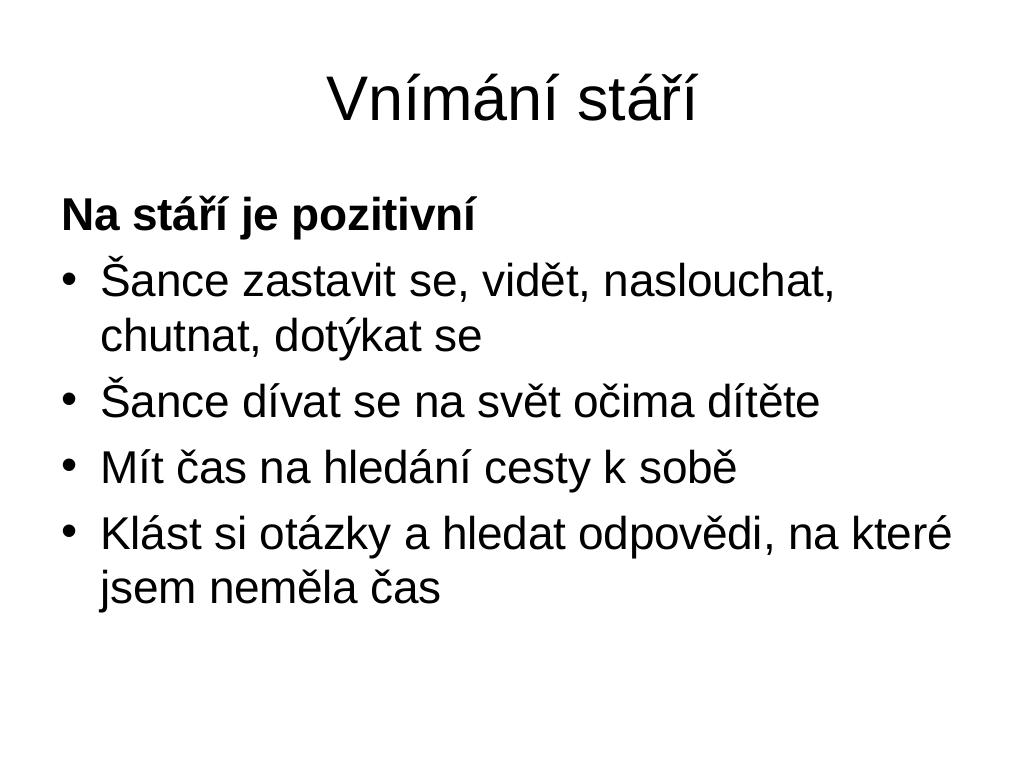 Vnímání stáří
Na stáří je pozitivní
• Šance zastavit se, vidět, naslouchat,
chutnat, dotýkat se
• Šance dívat se na svět očima dítěte
• Mít čas na hledání cesty k sobě
• Klást si otázky a hledat odpovědi, na které
jsem neměla čas